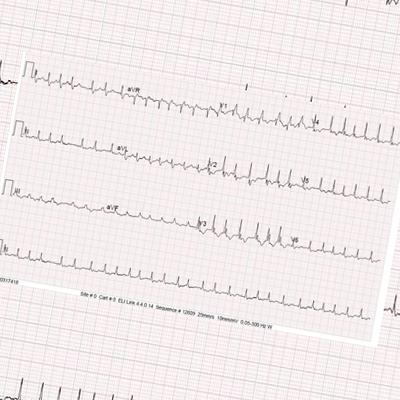 I aVR V1 V4
II aVL V2 V5
III aVF V3 V6
II
Site # 0 Cart # 0 ELI Link 4.4.0.14 Sequence # 12609 25mm/s 10mm/mV 0.05-300 Hz W